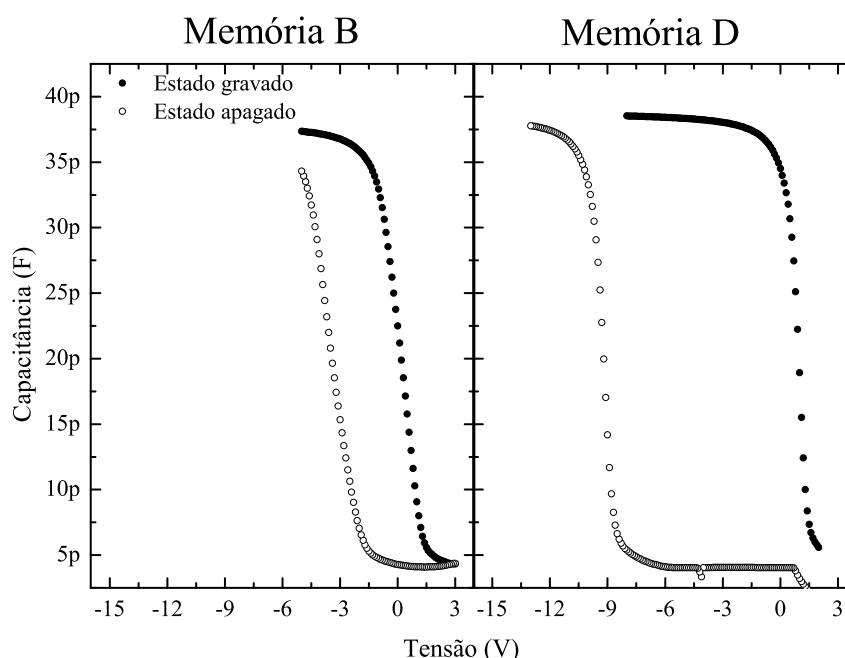 Memória B
Memória D
Estado gravado
Estado apagado
40p
35p
30p
25p
20p
15p
10p
5p
Capacitância (F)
-15 -12 -9 -6 -3 0 3
-15 -12 -9 -6 -3 0 3
Tensão (V)